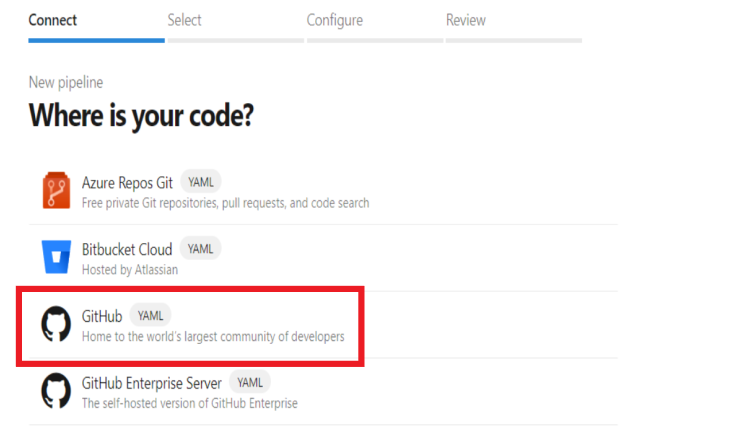 Connect Select Configure Review
New pipeline
Where is your code?
Azure Repos Git YAML
Free private Git repositories, pull requests, and code search
Bitbucket Cloud YAML
Hosted by Atlassian
GitHub YAML
Home to the world's largest community of developers
GitHub Enterprise Server YAML
The self-hosted version of GitHub Enterprise